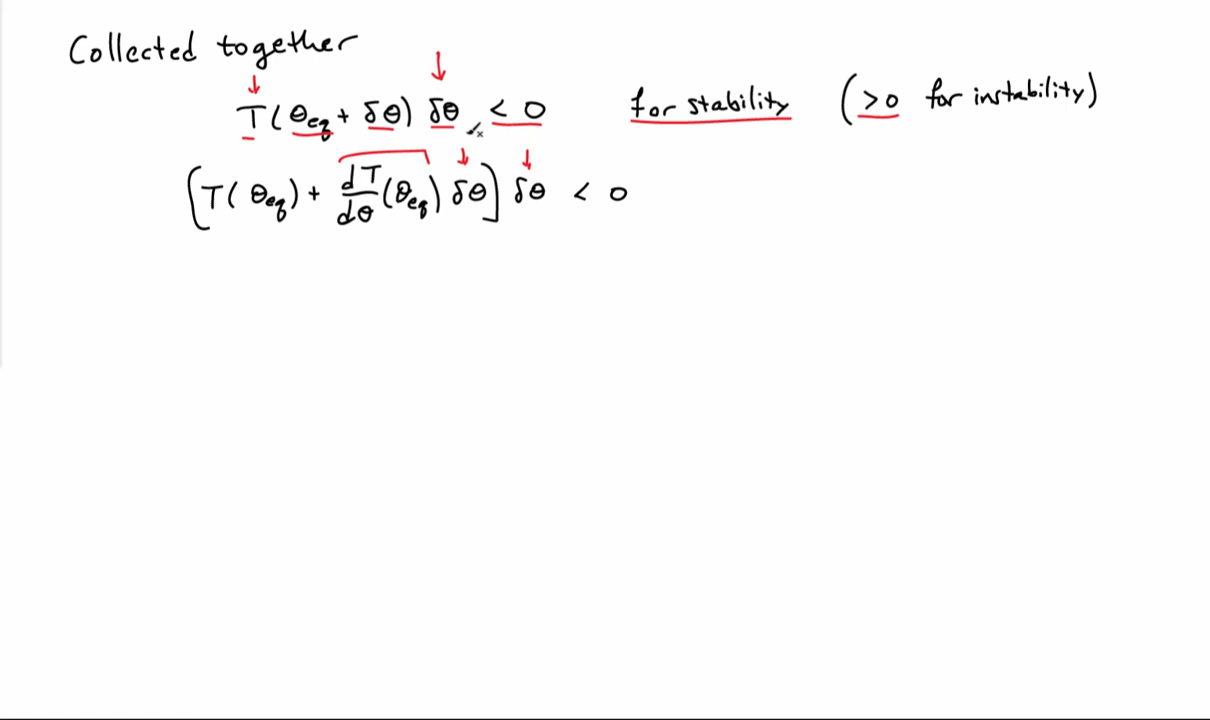 Collected together
T(θeq + δθ) δθ < 0 for stability (>0 for instability)
[T(θeq) + dT/dθ (θeq) δθ] δθ < 0